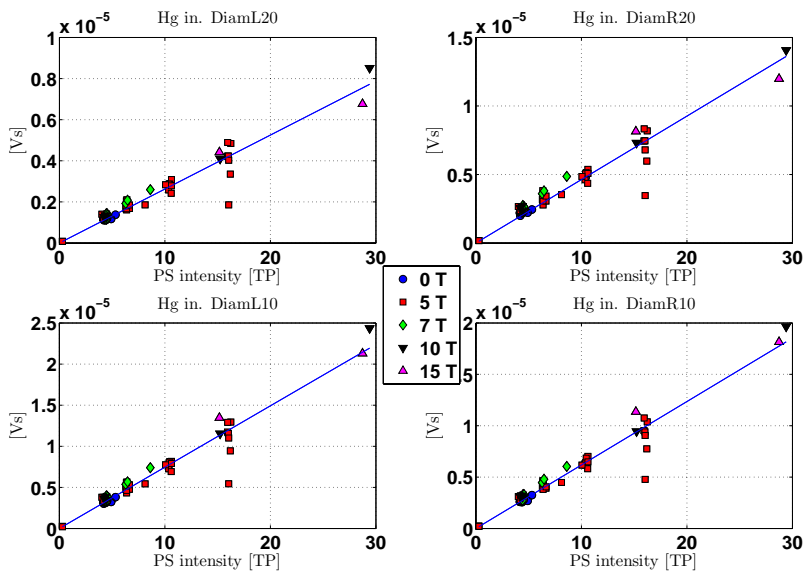 Hg in. DiamL20
x 10⁻⁵
1
0.8
0.6
0.4
0.2
0
[Vs]
0 10 20 30
PS intensity [TP]
Hg in. DiamR20
x 10⁻⁵
1.5
1
0.5
0
[Vs]
0 10 20 30
PS intensity [TP]
0 T
5 T
7 T
10 T
15 T
Hg in. DiamL10
x 10⁻⁵
2.5
2
1.5
1
0.5
0
[Vs]
0 10 20 30
PS intensity [TP]
Hg in. DiamR10
x 10⁻⁵
2
1.5
1
0.5
0
[Vs]
0 10 20 30
PS intensity [TP]